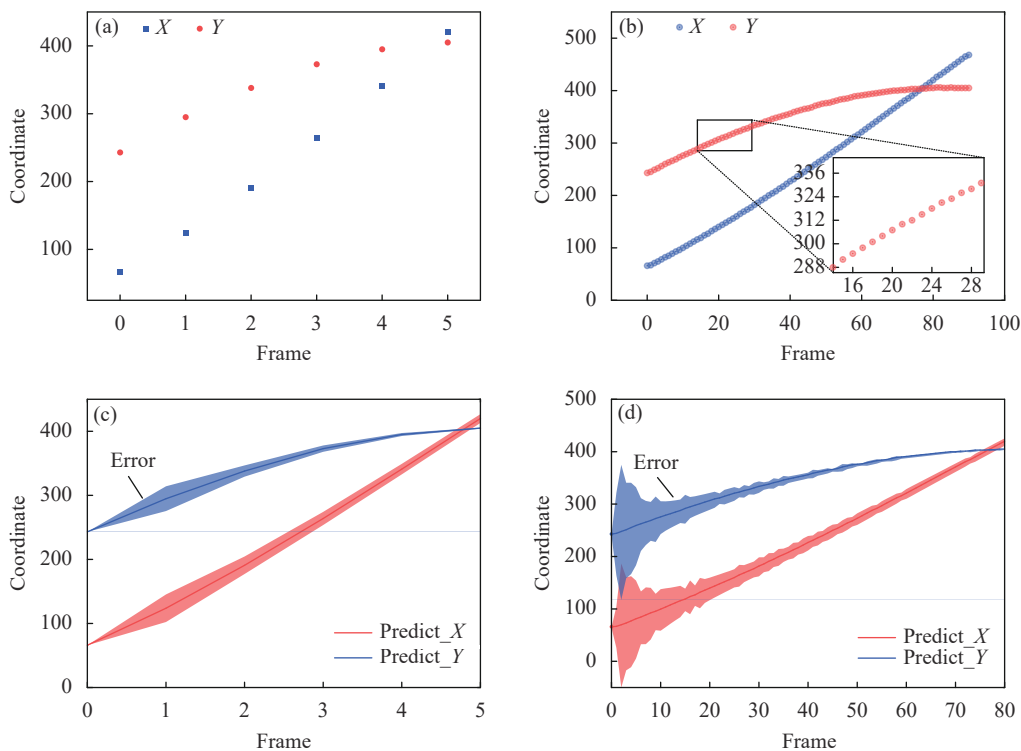 (a) X Y
400
300
200
100
0 1 2 3 4 5
Frame
Coordinate
(b) X Y
500
400
300
200
100
0
0 20 40 60 80 100
Frame
Coordinate
336
324
312
300
288
16 20 24 28
(c)
400
300
200
100
0
0 1 2 3 4 5
Frame
Coordinate
Error
Predict_X
Predict_Y
(d)
500
400
300
200
100
0
0 10 20 30 40 50 60 70 80
Frame
Coordinate
Error
Predict_X
Predict_Y